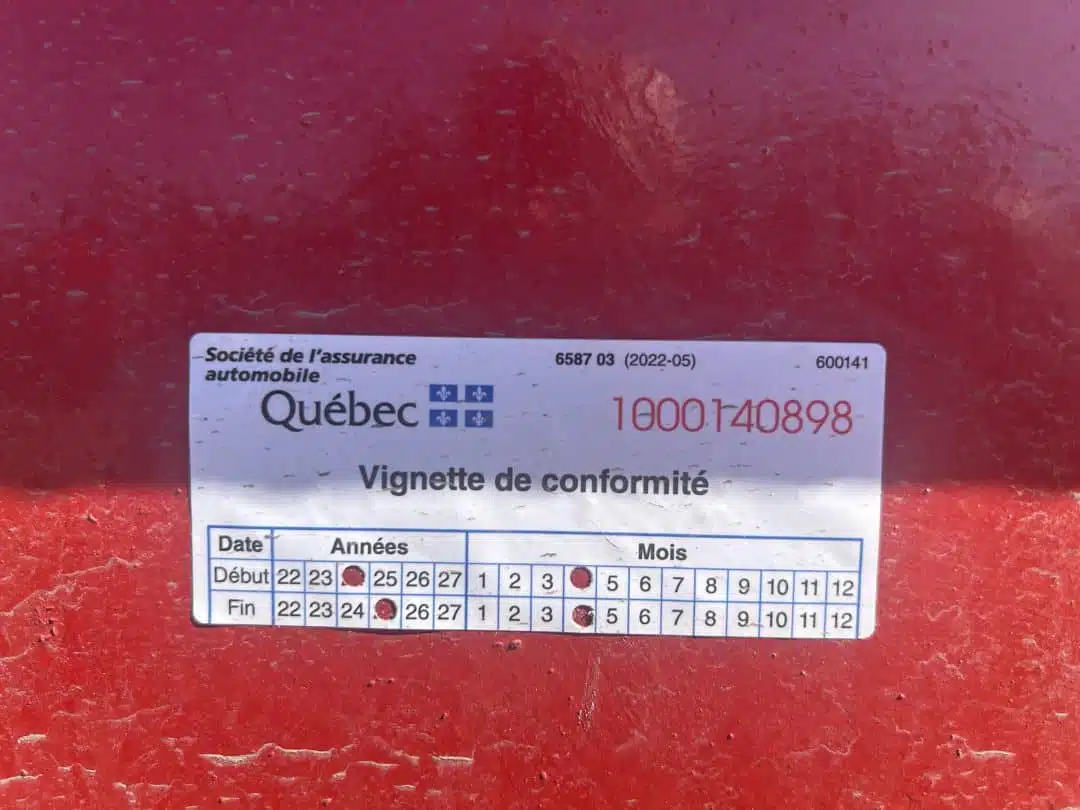 Société de l'assurance
automobile
Québec
6587 03 (2022-05)
600141
1000140898
Vignette de conformité
Date Années Mois
Début 22 23 25 26 27 1 2 3 5 6 7 8 9 10 11 12
Fin 22 23 24 26 27 1 2 3 5 6 7 8 9 10 11 12